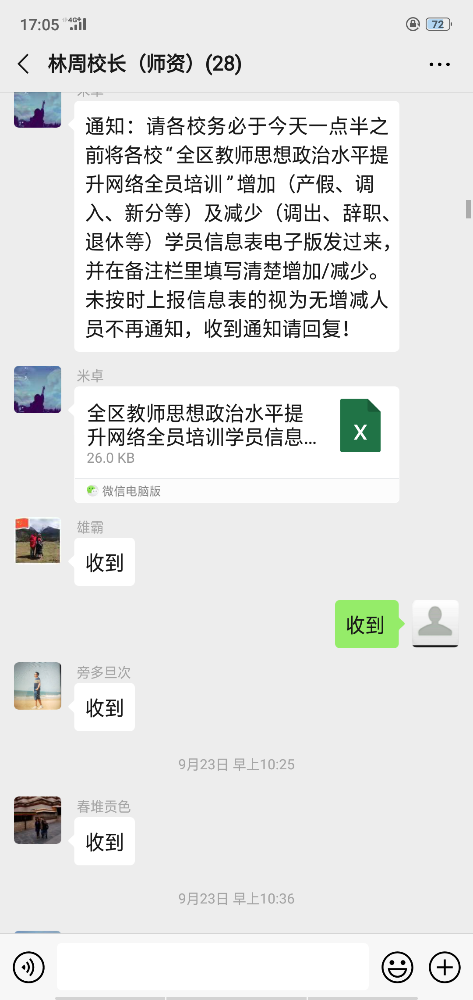 17:05
4G+
72
林周校长（师资）(28)
米卓
通知：请各校务必于今天一点半之
前将各校“全区教师思想政治水平提
升网络全员培训”增加（产假、调
入、新分等）及减少（调出、辞职、
退休等）学员信息表电子版发过来，
并在备注栏里填写清楚增加/减少。
未按时上报信息表的视为无增减人
员不再通知，收到通知请回复！
米卓
全区教师思想政治水平提
升网络全员培训学员信息...
X
26.0 KB
微信电脑版
雄霸
收到
收到
旁多旦次
收到
9月23日 早上10:25
春堆贡色
收到
9月23日 早上10:36